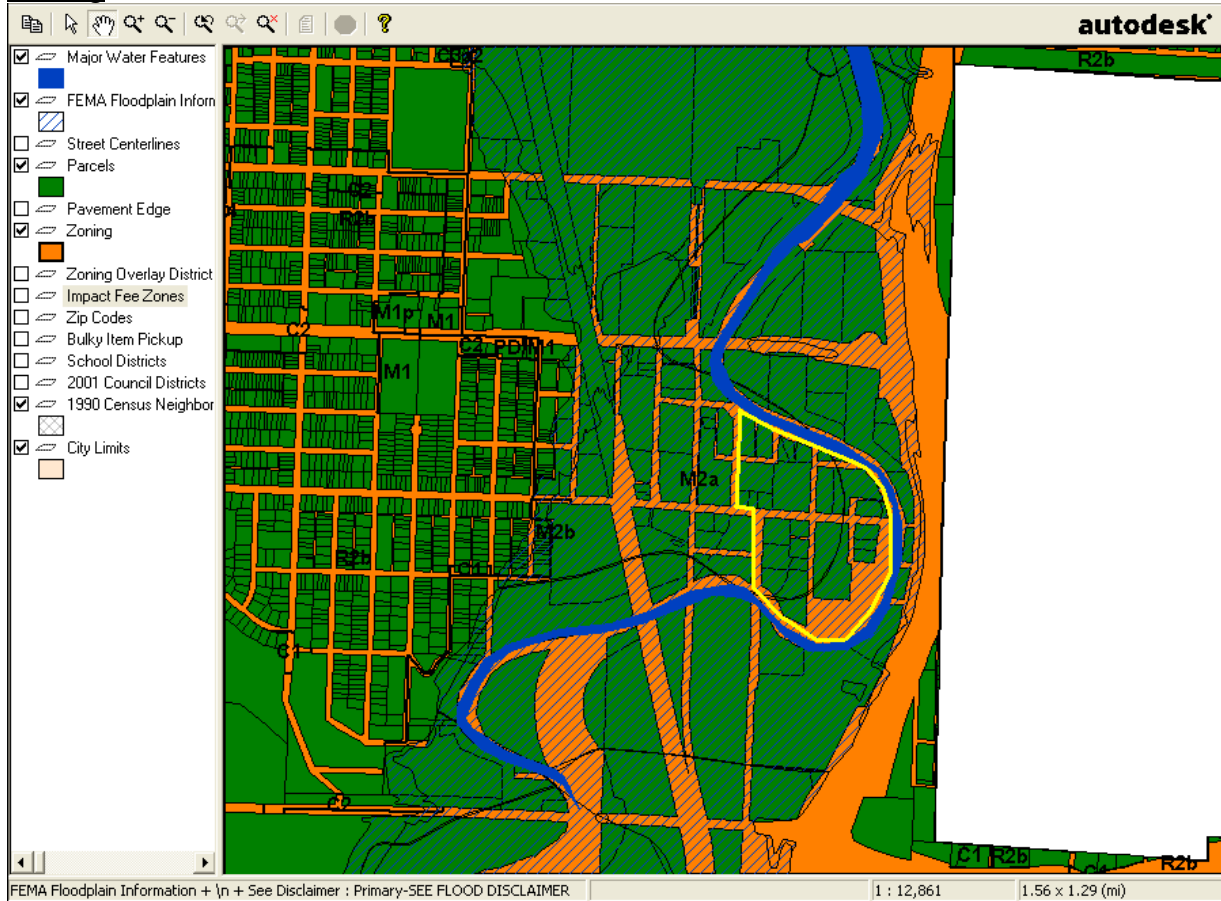 autodesk
Major Water Features
FEMA Floodplain Inform
Street Centerlines
Parcels
Pavement Edge
Zoning
Zoning Overlay District
Impact Fee Zones
Zip Codes
Bulky Item Pickup
School Districts
2001 Council Districts
1990 Census Neighbor
City Limits
R2b
C2
R2b
M1p
M1
C2
C2
M1
M2a
M2b
R2b
C1
C1
C1
R2b
R2b
FEMA Floodplain Information + \n + See Disclaimer : Primary-SEE FLOOD DISCLAIMER
1 : 12,861
1.56 x 1.29 (mi)